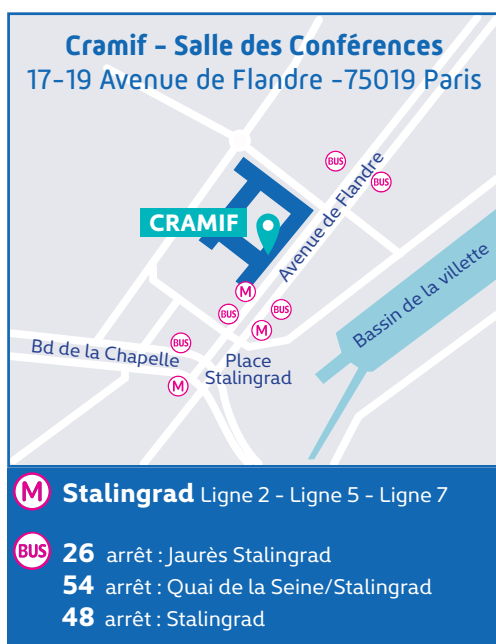 Cramif - Salle des Conférences
17-19 Avenue de Flandre -75019 Paris
BUS
BUS
Avenue de Flandre
CRAMIF
Bassin de la villette
M
BUS
BUS
M
BUS
Bd de la Chapelle
Place
Stalingrad
M
M Stalingrad Ligne 2 - Ligne 5 - Ligne 7
BUS 26 arrêt : Jaurès Stalingrad
54 arrêt : Quai de la Seine/Stalingrad
48 arrêt : Stalingrad